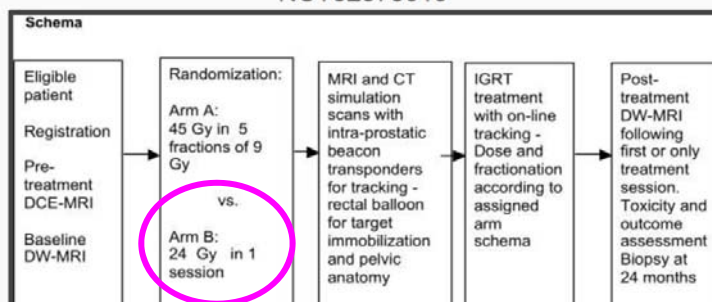 Schema
Eligible
patient
Registration
Pre-
treatment
DCE-MRI
Baseline
DW-MRI
Randomization:
Arm A:
45 Gy in 5
fractions of 9
Gy
vs.
Arm B:
24 Gy in 1
session
MRI and CT
simulation
scans with
intra-prostatic
beacon
transponders
for tracking -
rectal balloon
for target
immobilization
and pelvic
anatomy
IGRT
treatment
with on-line
tracking -
Dose and
fractionation
according to
assigned
arm
schema
Post-
treatment
DW-MRI
following
first or only
treatment
session.
Toxicity and
outcome
assessment
Biopsy at
24 months